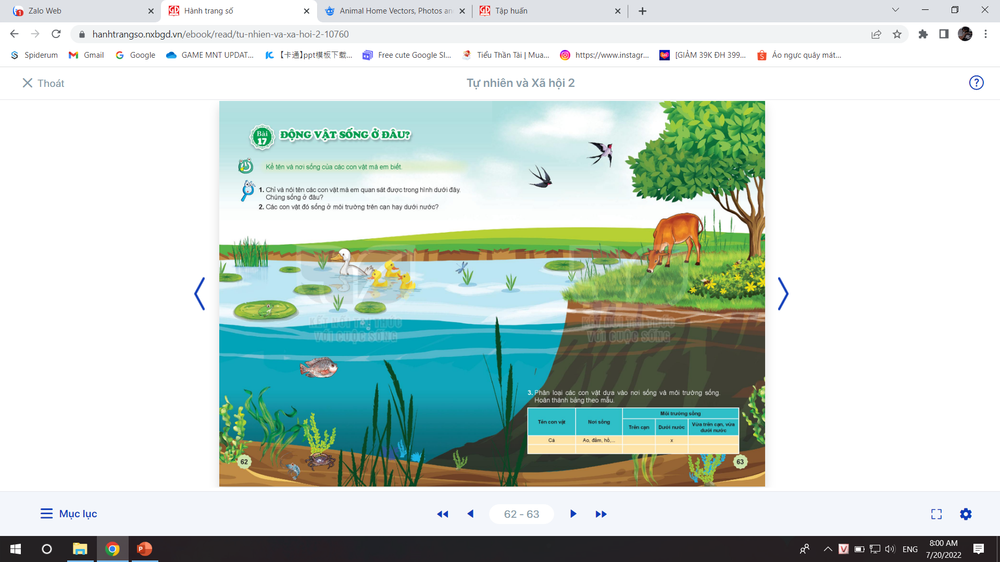 Zalo Web
Hành trang số
Animal Home Vectors, Photos an
Tập huấn
hanhtrangso.nxbgd.vn/ebook/read/tu-nhien-va-xa-hoi-2-10760
Spiderum
Gmail
Google
GAME MNT UPDAT...
【卡通】ppt模板下载...
Free cute Google Sl...
Tiểu Thần Tài | Mua...
https://www.instagr...
[GIẢM 39K ĐH 399...
Áo ngực quây mát...
Thoát
Tự nhiên và Xã hội 2
Bài 17
ĐỘNG VẬT SỐNG Ở ĐÂU?
Kể tên và nơi sống của các con vật mà em biết.
1. Chỉ và nói tên các con vật mà em quan sát được trong hình dưới đây.
Chúng sống ở đâu?
2. Các con vật đó sống ở môi trường trên cạn hay dưới nước?
KẾT NỐI TRI THỨC
VỚI CUỘC SỐNG
KẾT NỐI TRI THỨC
VỚI CUỘC SỐNG
3. Phân loại các con vật dựa vào nơi sống và môi trường sống.
Hoàn thành bảng theo mẫu.
Tên con vật
Nơi sống
Môi trường sống
Trên cạn
Dưới nước
Vừa trên cạn, vừa
dưới nước
Cá
Ao, đầm, hồ,...
x
62
63
Mục lục
62 - 63
ENG
8:00 AM
7/20/2022